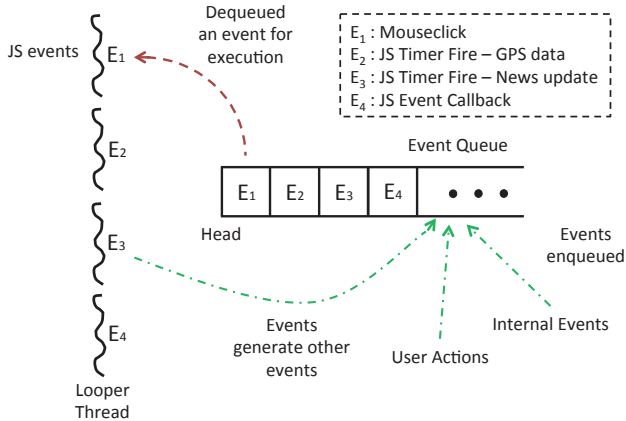 Dequeued
an event for
execution
JS events
E1
E1 : Mouseclick
E2 : JS Timer Fire – GPS data
E3 : JS Timer Fire – News update
E4 : JS Event Callback
E2
Event Queue
E1 E2 E3 E4 • • •
Head
E3
Events
enqueued
Events
generate other
events
Internal Events
User Actions
E4
Looper
Thread